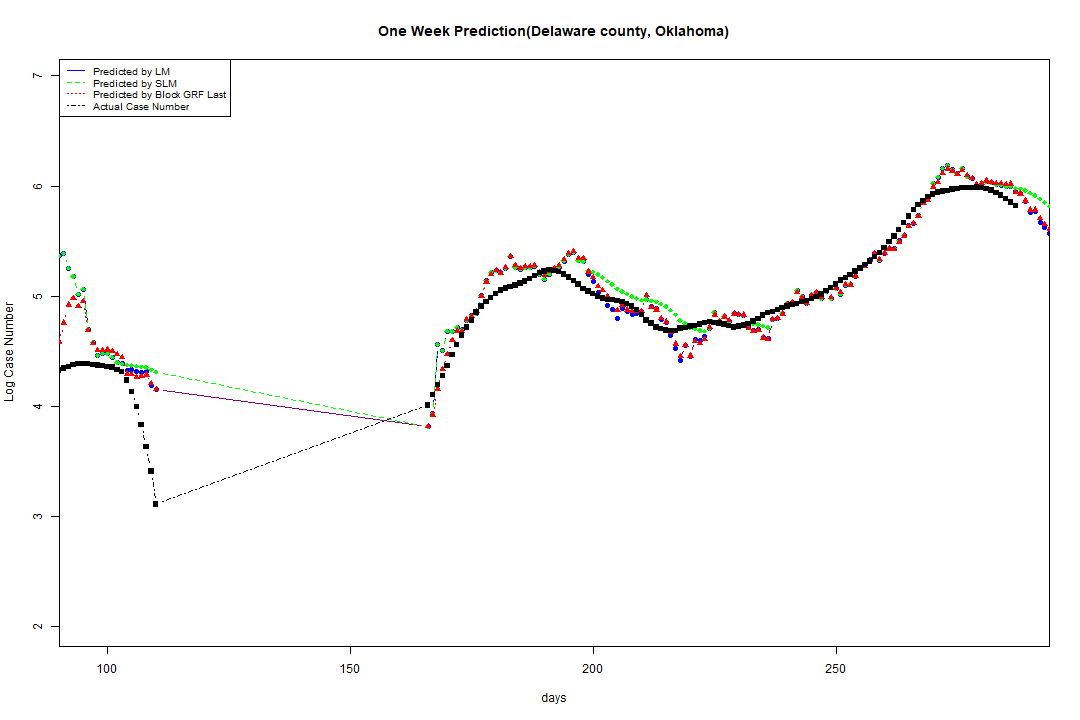 One Week Prediction(Delaware county, Oklahoma)
Predicted by LM
Predicted by SLM
Predicted by Block GRF Last
Actual Case Number
7
6
5
4
3
2
Log Case Number
100 150 200 250
days